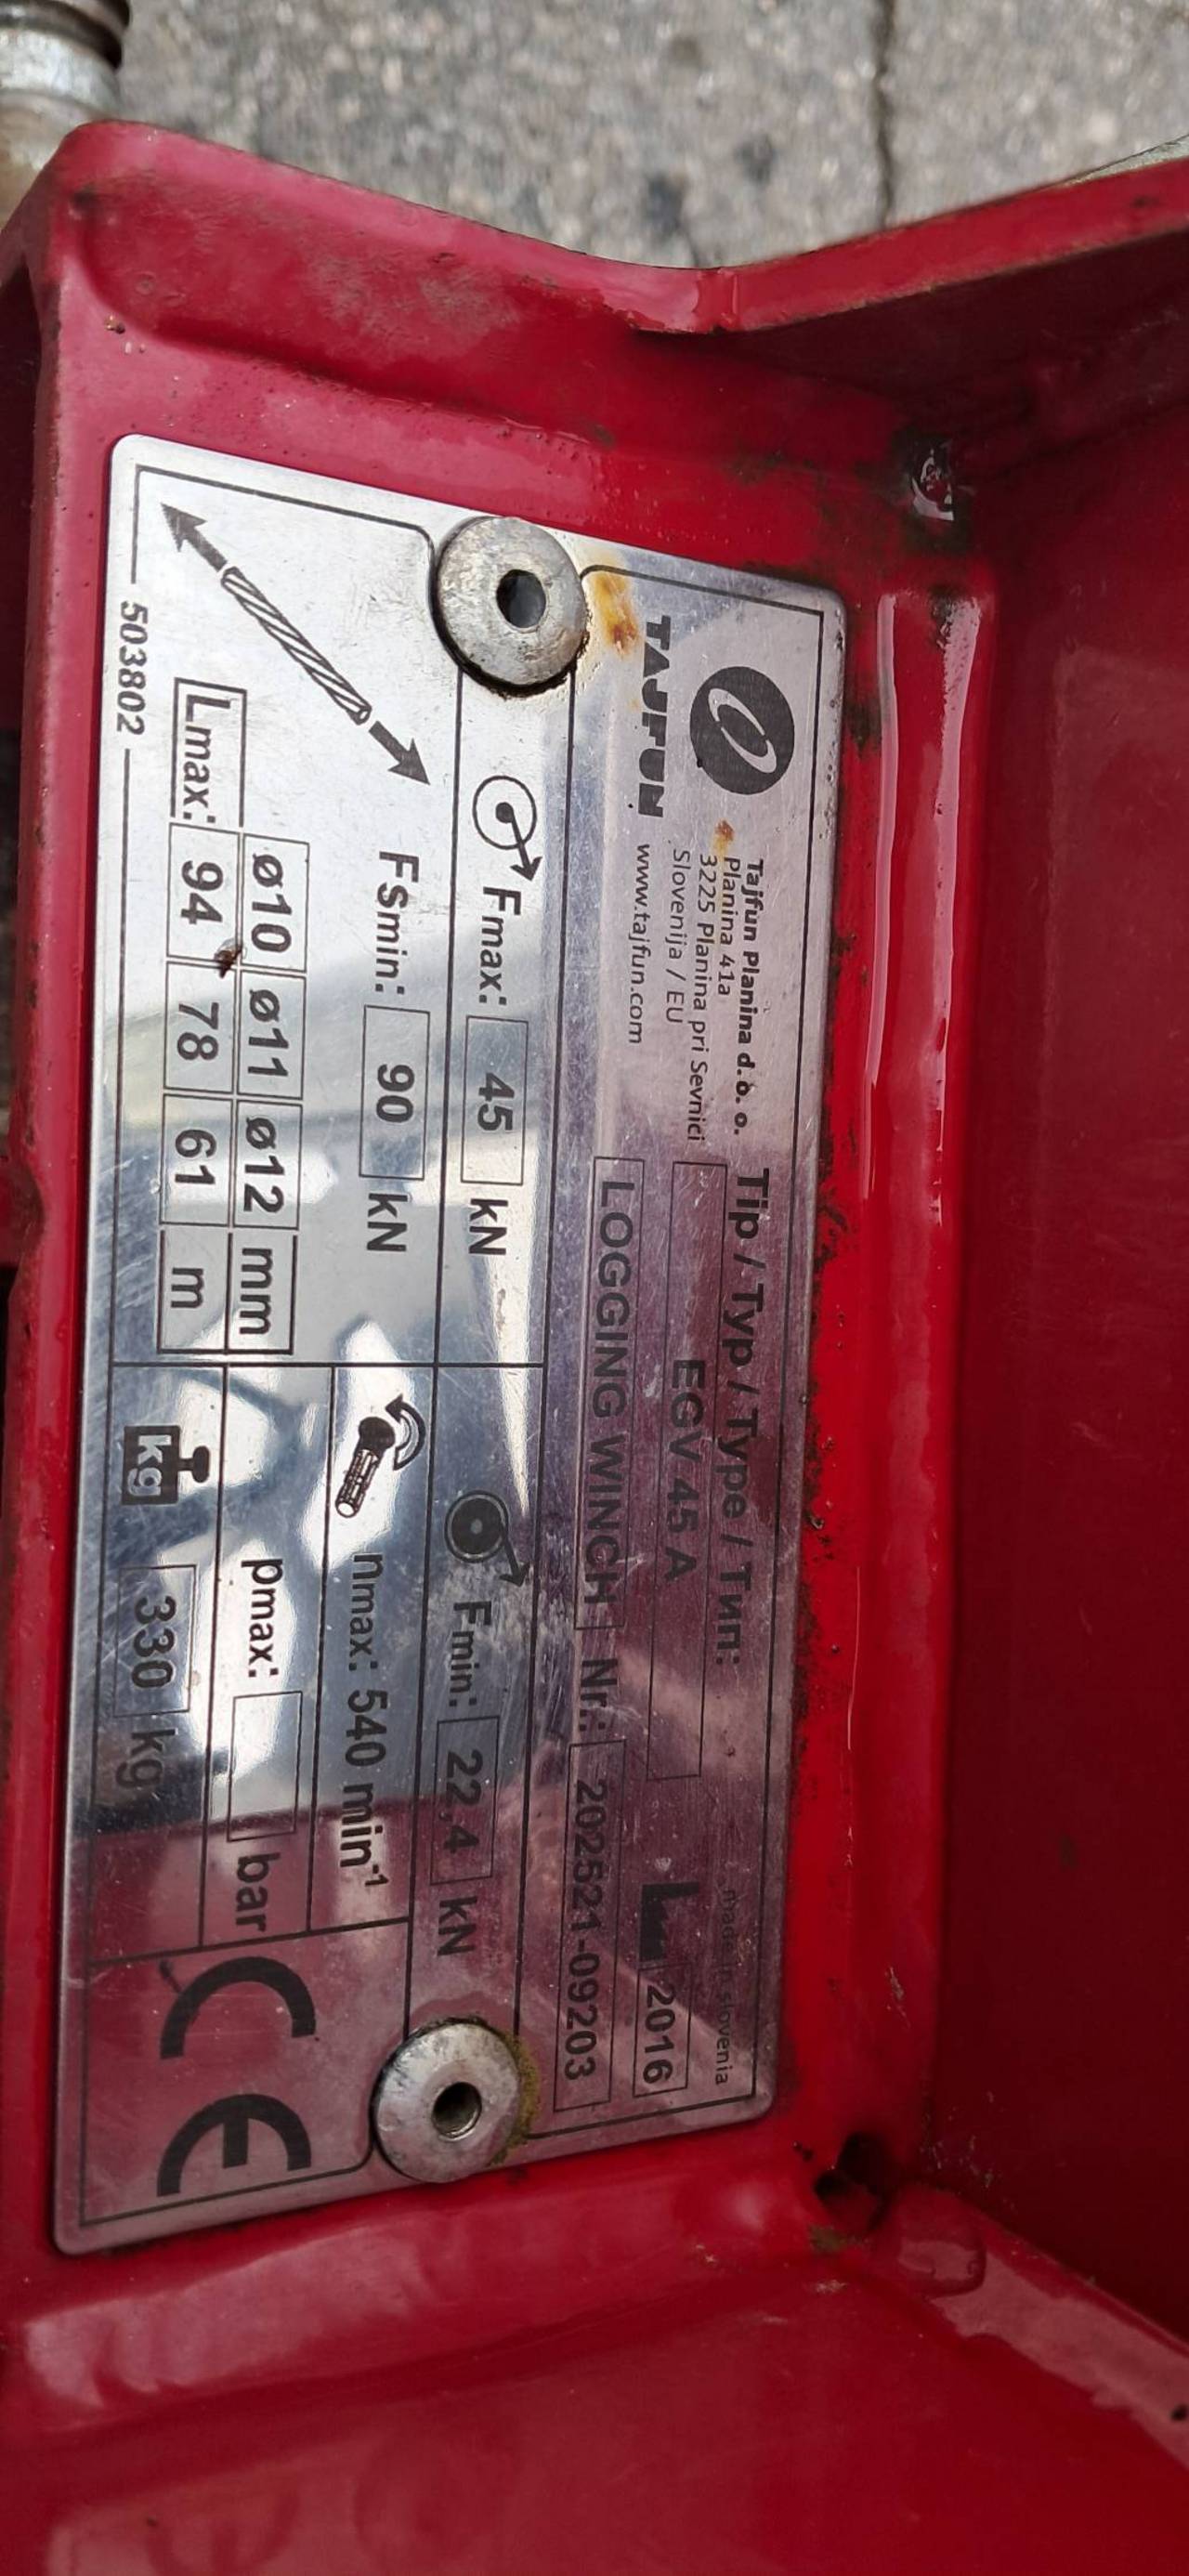 TAJFUN
Tajfun Planina d. o. o.
Planina 41a
3225 Planina pri Sevnici
Slovenija / EU
www.tajfun.com
Tip / Typ / Type / Тип:
made in slovenia
EGV 45 A
2016
LOGGING WINCH Nr.: 202521-09203
Fmax: 45 kN
Fmin: 22,4 kN
Fsmin: 90 kN
nmax: 540 min-1
ø10 ø11 ø12 mm
Lmax: 94 78 61 m
pmax: bar
kg 330 kg
CE
503802